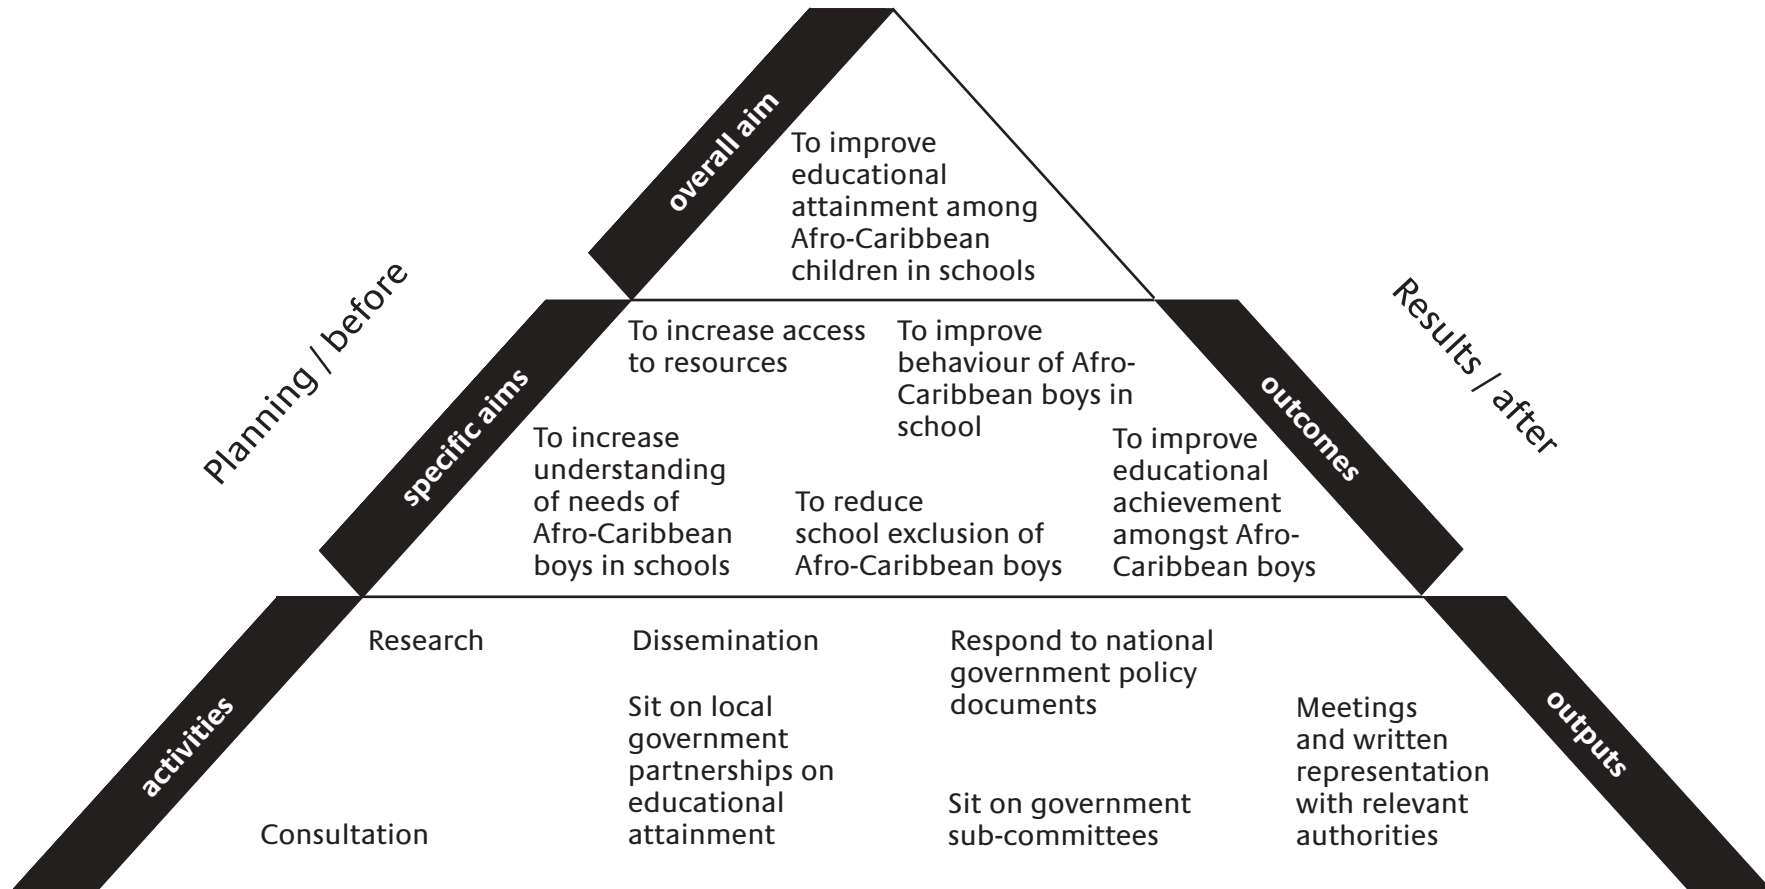 overall aim
To improve
educational
attainment among
Afro-Caribbean
children in schools
Planning / before
Results / after
specific aims
To increase access
to resources
To improve
behaviour of Afro-
Caribbean boys in
school
To increase
understanding
of needs of
Afro-Caribbean
boys in schools
To reduce
school exclusion of
Afro-Caribbean boys
To improve
educational
achievement
amongst Afro-
Caribbean boys
outcomes
activities
Research
Dissemination
Respond to national
government policy
documents
Consultation
Sit on local
government
partnerships on
educational
attainment
Sit on government
sub-committees
Meetings
and written
representation
with relevant
authorities
outputs